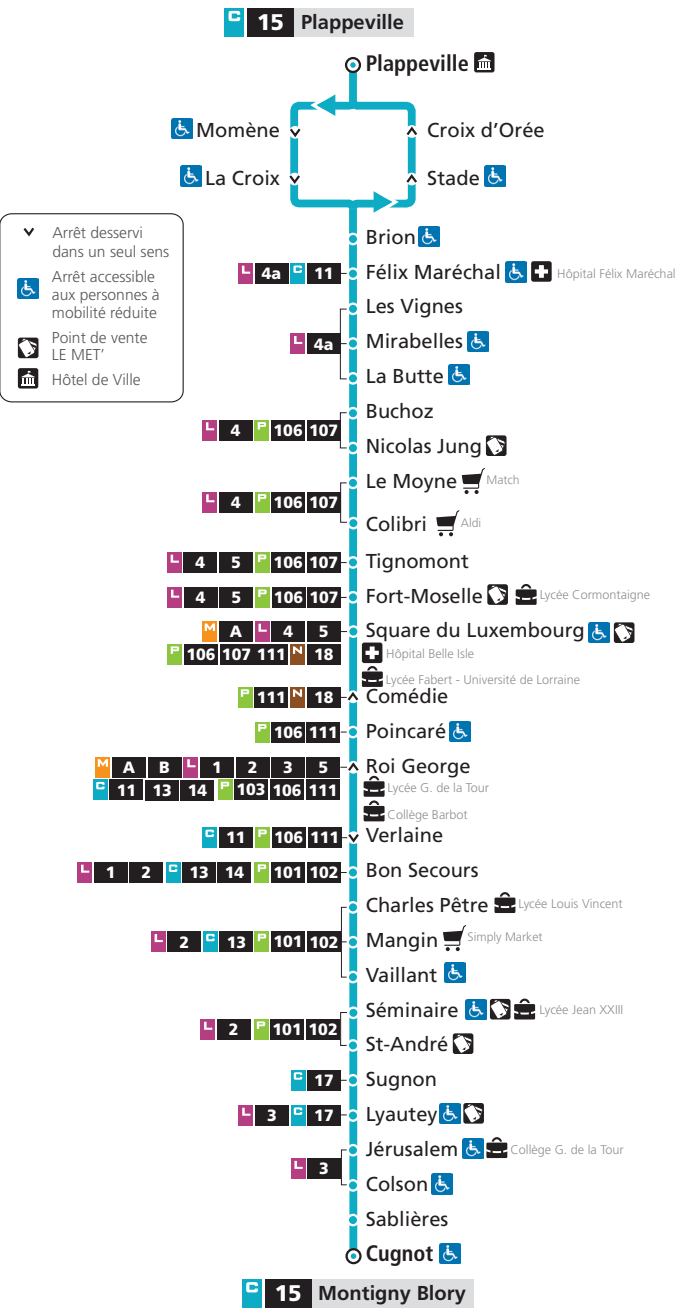 C 15 Plappeville
Plappeville
Momène
Croix d'Orée
La Croix
Stade
Arrêt desservi
dans un seul sens
Arrêt accessible
aux personnes à
mobilité réduite
Point de vente
LE MET'
Hôtel de Ville
Brion
L 4a C 11 Félix Maréchal Hôpital Félix Maréchal
Les Vignes
L 4a Mirabelles
La Butte
Buchoz
L 4 P 106 107
Nicolas Jung
Le Moyne Match
L 4 P 106 107
Colibri Aldi
L 4 5 P 106 107 Tignomont
L 4 5 P 106 107 Fort-Moselle Lycée Cormontaigne
M A L 4 5 Square du Luxembourg
P 106 107 111 N 18 Hôpital Belle Isle
Lycée Fabert - Université de Lorraine
P 111 N 18 Comédie
P 106 111 Poincaré
M A B L 1 2 3 5 Roi George
C 11 13 14 P 103 106 111 Lycée G. de la Tour
Collège Barbot
C 11 P 106 111 Verlaine
L 1 2 C 13 14 P 101 102 Bon Secours
Charles Pêtre Lycée Louis Vincent
L 2 C 13 P 101 102 Mangin Simply Market
Vaillant
Séminaire Lycée Jean XXIII
L 2 P 101 102
St-André
C 17 Sugnon
L 3 C 17 Lyautey
Jérusalem Collège G. de la Tour
L 3
Colson
Sablières
Cugnot
C 15 Montigny Blory